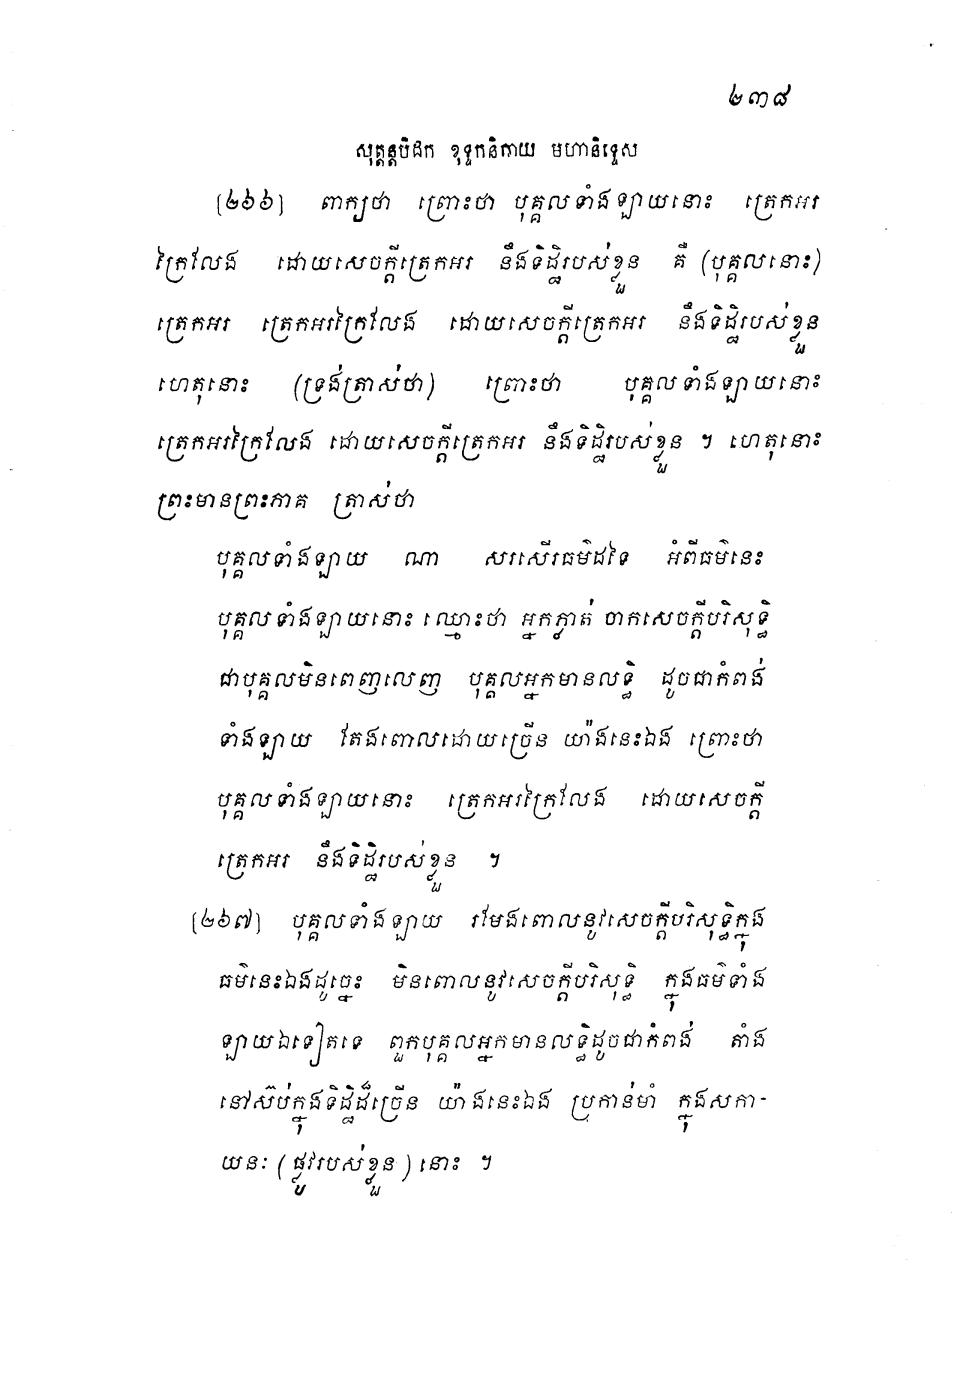 ២៣៨
សុត្តន្តបិដក ខុទ្ទកនិកាយ មហានិទ្ទេស
[២៦៦] ពាក្យថា ព្រោះថា បុគ្គលទាំងឡាយនោះ ត្រេកអរ
ក្រៃលែង ដោយសេចក្តីត្រេកអរ នឹងទិដ្ឋិរបស់ខ្លួន គឺ (បុគ្គលនោះ)
ត្រេកអរ ត្រេកអរក្រៃលែង ដោយសេចក្តីត្រេកអរ នឹងទិដ្ឋិរបស់ខ្លួន
ហេតុនោះ (ទ្រង់ត្រាស់ថា) ព្រោះថា បុគ្គលទាំងឡាយនោះ
ត្រេកអរក្រៃលែង ដោយសេចក្តីត្រេកអរ នឹងទិដ្ឋិរបស់ខ្លួន ។ ហេតុនោះ
ព្រះមានព្រះភាគ ត្រាស់ថា
បុគ្គលទាំងឡាយ ណា សរសើរធម៌ដទៃ អំពីធម៌នេះ
បុគ្គលទាំងឡាយនោះ ឈ្មោះថា អ្នកភ្លាត់ ចាកសេចក្តីបរិសុទ្ធិ
ជាបុគ្គលមិនពេញលេញ បុគ្គលអ្នកមានលទ្ធិ ដូចជាកំពង់
ទាំងឡាយ តែងពោលដោយច្រើន យ៉ាងនេះឯង ព្រោះថា
បុគ្គលទាំងឡាយនោះ ត្រេកអរក្រៃលែង ដោយសេចក្តី
ត្រេកអរ នឹងទិដ្ឋិរបស់ខ្លួន ។
[២៦៧] បុគ្គលទាំងឡាយ រមែងពោលនូវសេចក្តីបរិសុទ្ធិក្នុង
ធម៌នេះឯងដូច្នេះ មិនពោលនូវសេចក្តីបរិសុទ្ធិ ក្នុងធម៌ទាំង
ឡាយឯទៀតទេ ពួកបុគ្គលអ្នកមានលទ្ធិដូចជាកំពង់ តាំង
នៅស៊ប់ក្នុងទិដ្ឋិដ៏ច្រើន យ៉ាងនេះឯង ប្រកាន់មាំ ក្នុងសកា-
យនៈ (ផ្លូវរបស់ខ្លួន) នោះ ។